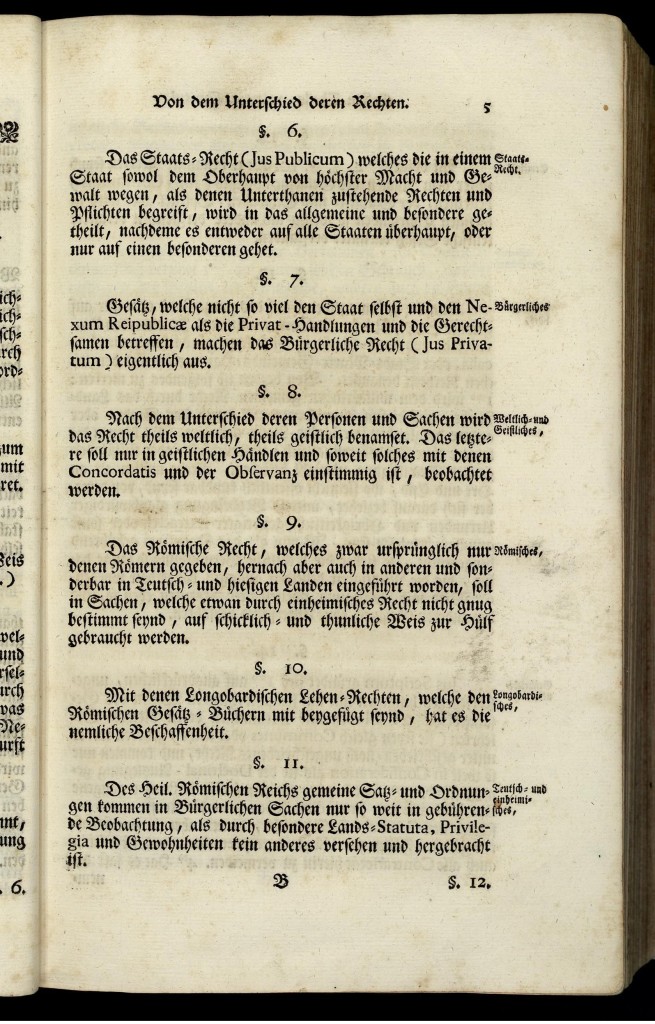 Von dem Unterschied deren Rechten. 5
§. 6.
Das Staats-Recht (Jus Publicum) welches die in einem
Staat sowol dem Oberhaupt von höchster Macht und Ge-
walt wegen, als denen Unterthanen zustehende Rechten und
Pflichten begreift, wird in das allgemeine und besondere ge-
theilt, nachdeme es entweder auf alle Staaten überhaupt, oder
nur auf einen besonderen gehet.
Staats-
Recht.
§. 7.
Gesätz, welche nicht so viel den Staat selbst und den Ne-
xum Reipublicæ als die Privat-Handlungen und die Gerecht-
samen betreffen, machen das Bürgerliche Recht (Jus Priva-
tum) eigentlich aus.
Bürgerliches
§. 8.
Nach dem Unterschied deren Personen und Sachen wird
das Recht theils weltlich, theils geistlich benamset. Das letzte-
re soll nur in geistlichen Händlen und soweit solches mit denen
Concordatis und der Observanz einstimmig ist, beobachtet
werden.
Weltlich- und
Geistliches,
§. 9.
Das Römische Recht, welches zwar ursprünglich nur
denen Römern gegeben, hernach aber auch in anderen und son-
derbar in Teutsch- und hiesigen Landen eingeführt worden, soll
in Sachen, welche etwan durch einheimisches Recht nicht gnug
bestimmt seynd, auf schicklich- und thunliche Weis zur Hülf
gebraucht werden.
Römisches,
§. 10.
Mit denen Longobardischen Lehen-Rechten, welche den
Römischen Gesätz-Büchern mit beygefügt seynd, hat es die
nemliche Beschaffenheit.
Longobardi-
sches,
§. 11.
Des Heil. Römischen Reichs gemeine Satz- und Ordnun-
gen kommen in Bürgerlichen Sachen nur so weit in gebühren-
de Beobachtung, als durch besondere Lands-Statuta, Privile-
gia und Gewohnheiten kein anderes versehen und hergebracht
ist.
Teutsch- und
einheimi-
sches,
B §. 12.